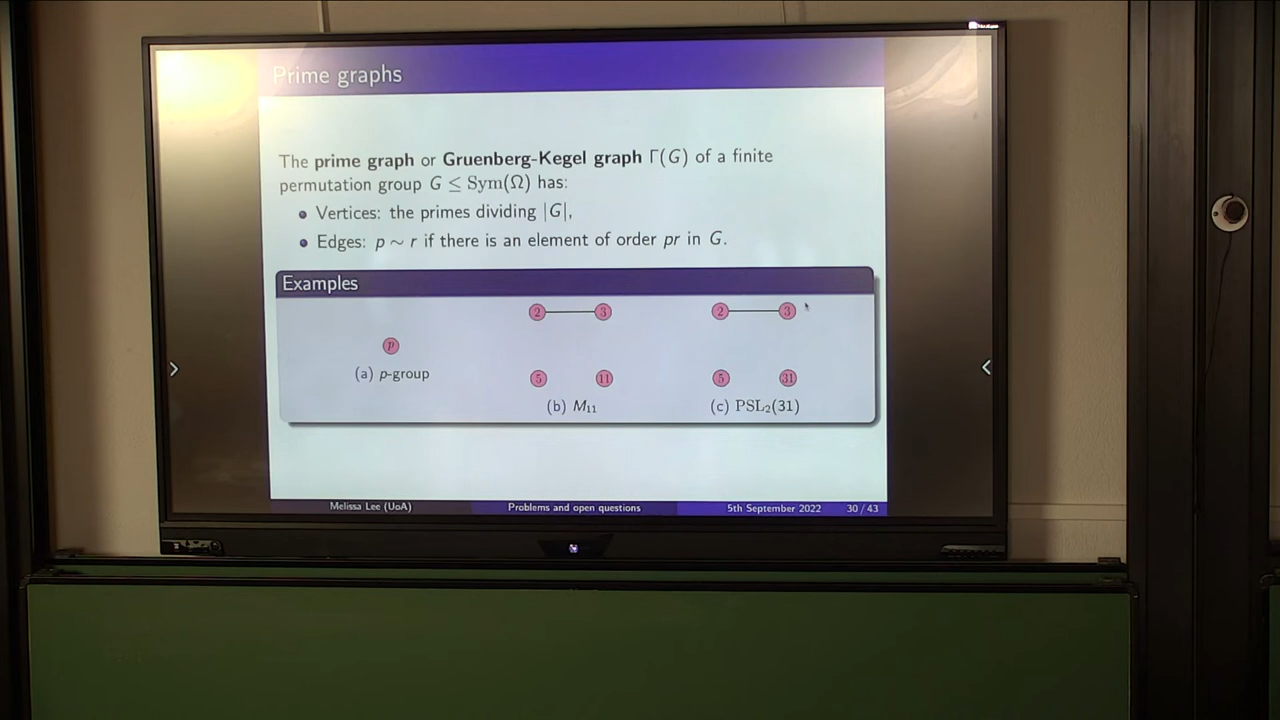 Prime graphs
The prime graph or Gruenberg-Kegel graph Γ(G) of a finite
permutation group G ≤ Sym(Ω) has:
• Vertices: the primes dividing |G|,
• Edges: p ∼ r if there is an element of order pr in G.
Examples
p
(a) p-group
2 3
5 11
(b) M₁₁
2 3
5 31
(c) PSL₂(31)
Melissa Lee (UoA) Problems and open questions 5th September 2022 30 / 43